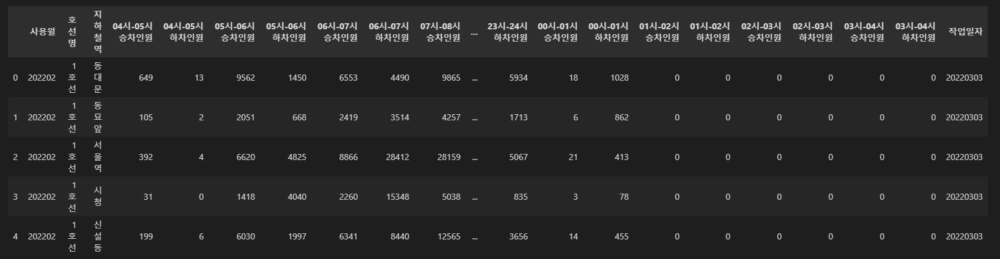 사용월 호선명 지하철역 04시-05시 승차인원 04시-05시 하차인원 05시-06시 승차인원 05시-06시 하차인원 06시-07시 승차인원 06시-07시 하차인원 07시-08시 승차인원 ... 23시-24시 하차인원 00시-01시 승차인원 00시-01시 하차인원 01시-02시 승차인원 01시-02시 하차인원 02시-03시 승차인원 02시-03시 하차인원 03시-04시 승차인원 03시-04시 하차인원 작업일자
0 202202 1호선 동대문 649 13 9562 1450 6553 4490 9865 ... 5934 18 1028 0 0 0 0 0 0 20220303
1 202202 1호선 동묘앞 105 2 2051 668 2419 3514 4257 ... 1713 6 862 0 0 0 0 0 0 20220303
2 202202 1호선 서울역 392 4 6620 4825 8866 28412 28159 ... 5067 21 413 0 0 0 0 0 0 20220303
3 202202 1호선 시청 31 0 1418 4040 2260 15348 5038 ... 835 3 78 0 0 0 0 0 0 20220303
4 202202 1호선 신설동 199 6 6030 1997 6341 8440 12565 ... 3656 14 455 0 0 0 0 0 0 20220303